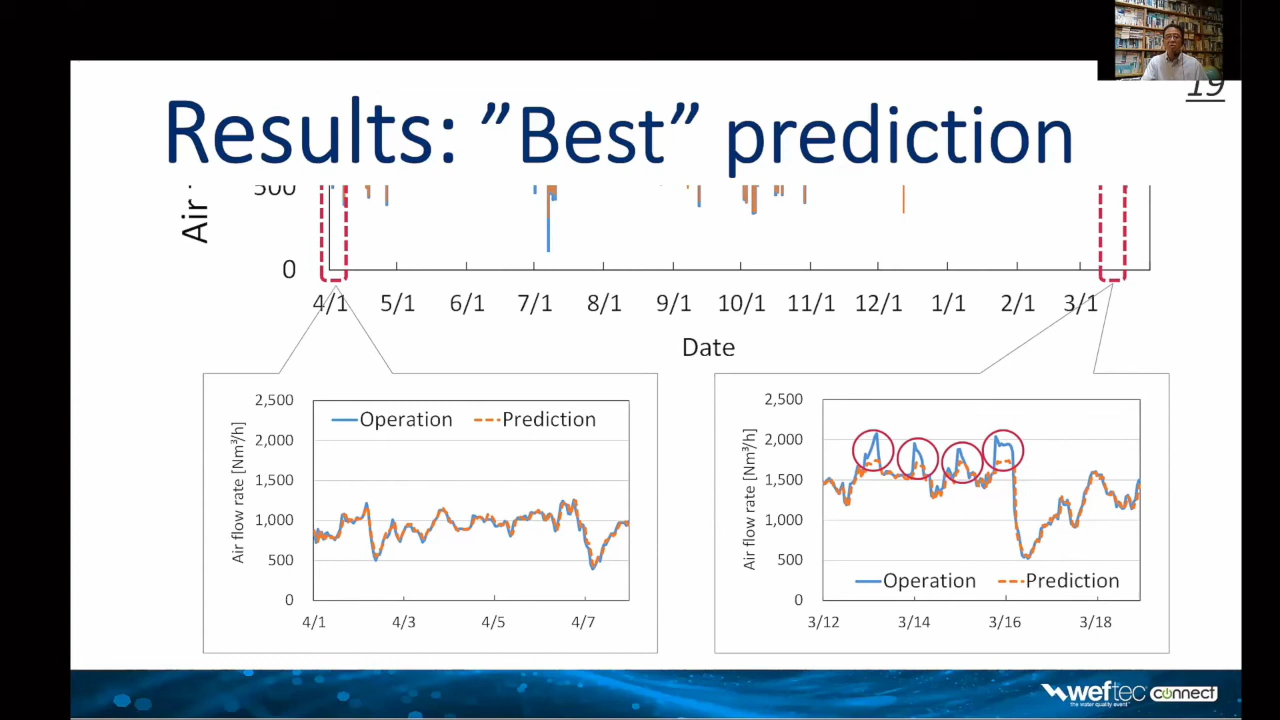 19
Results: ”Best” prediction
Air
500
0
4/1 5/1 6/1 7/1 8/1 9/1 10/1 11/1 12/1 1/1 2/1 3/1
Date
2,500
2,000
1,500
1,000
500
0
Air flow rate [Nm³/h]
Operation Prediction
4/1 4/3 4/5 4/7
2,500
2,000
1,500
1,000
500
0
Air flow rate [Nm³/h]
Operation Prediction
3/12 3/14 3/16 3/18
weftec connect
the water quality event